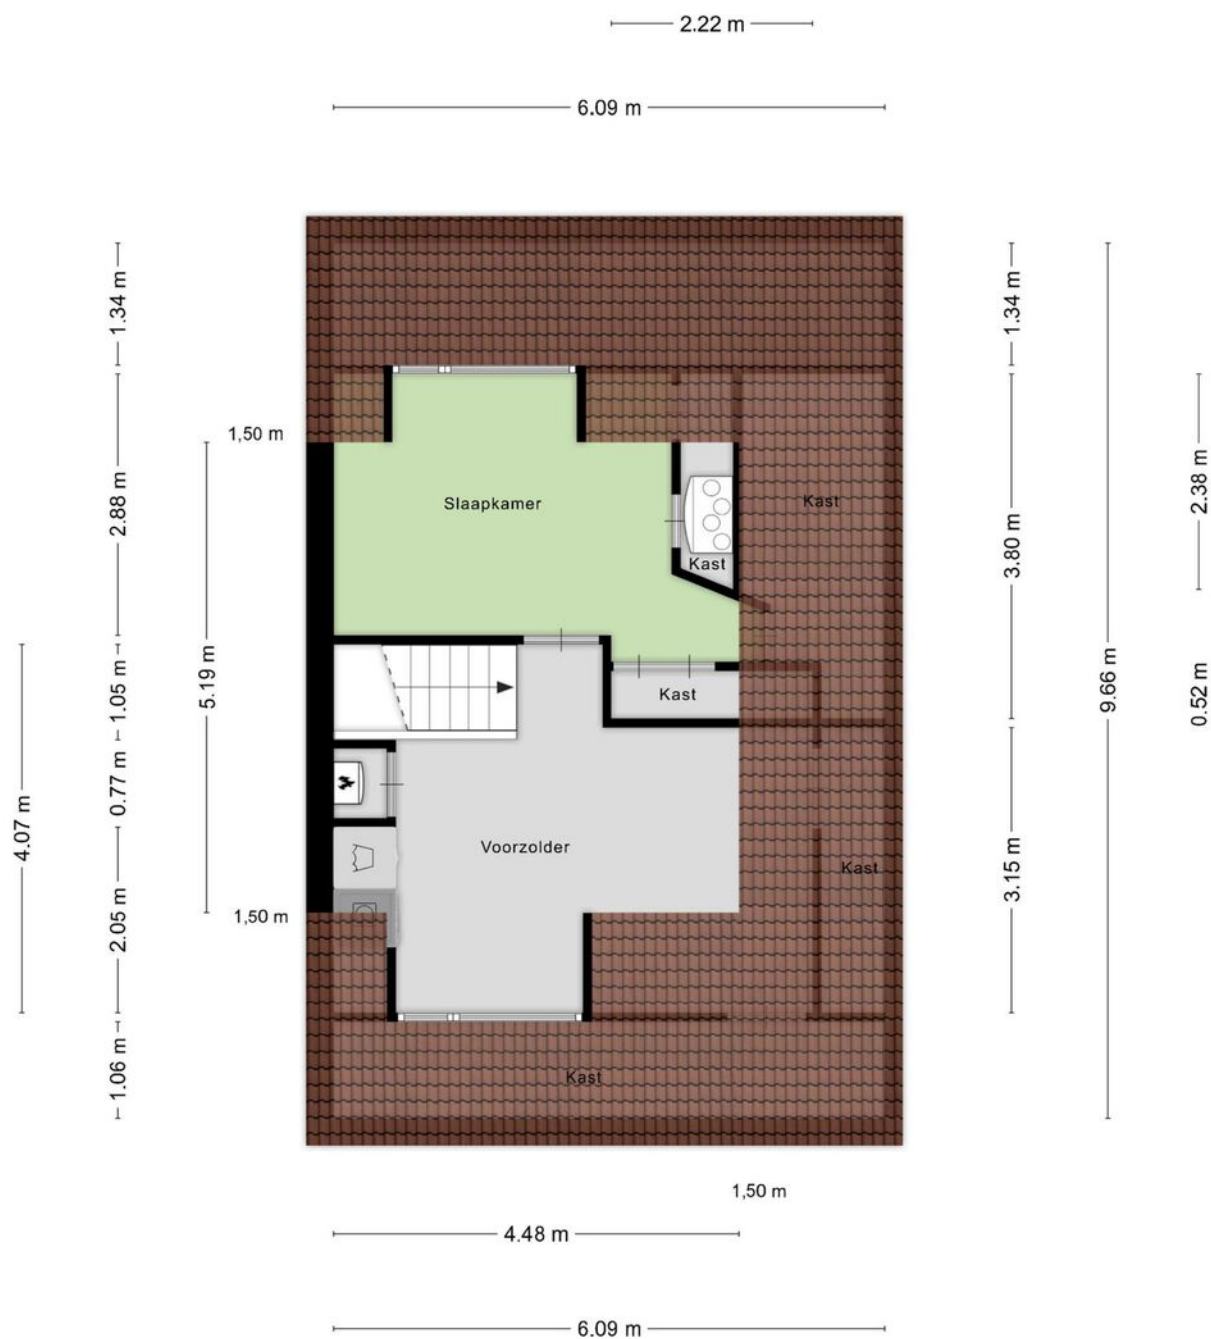 2.22 m
6.09 m
1.34 m
1.34 m
1,50 m
2.88 m
Slaapkamer
Kast
2.38 m
3.80 m
Kast
1.05 m
5.19 m
Kast
9.66 m
0.52 m
0.77 m
4.07 m
Voorzolder
Kast
3.15 m
2.05 m
1,50 m
1.06 m
Kast
1,50 m
4.48 m
6.09 m